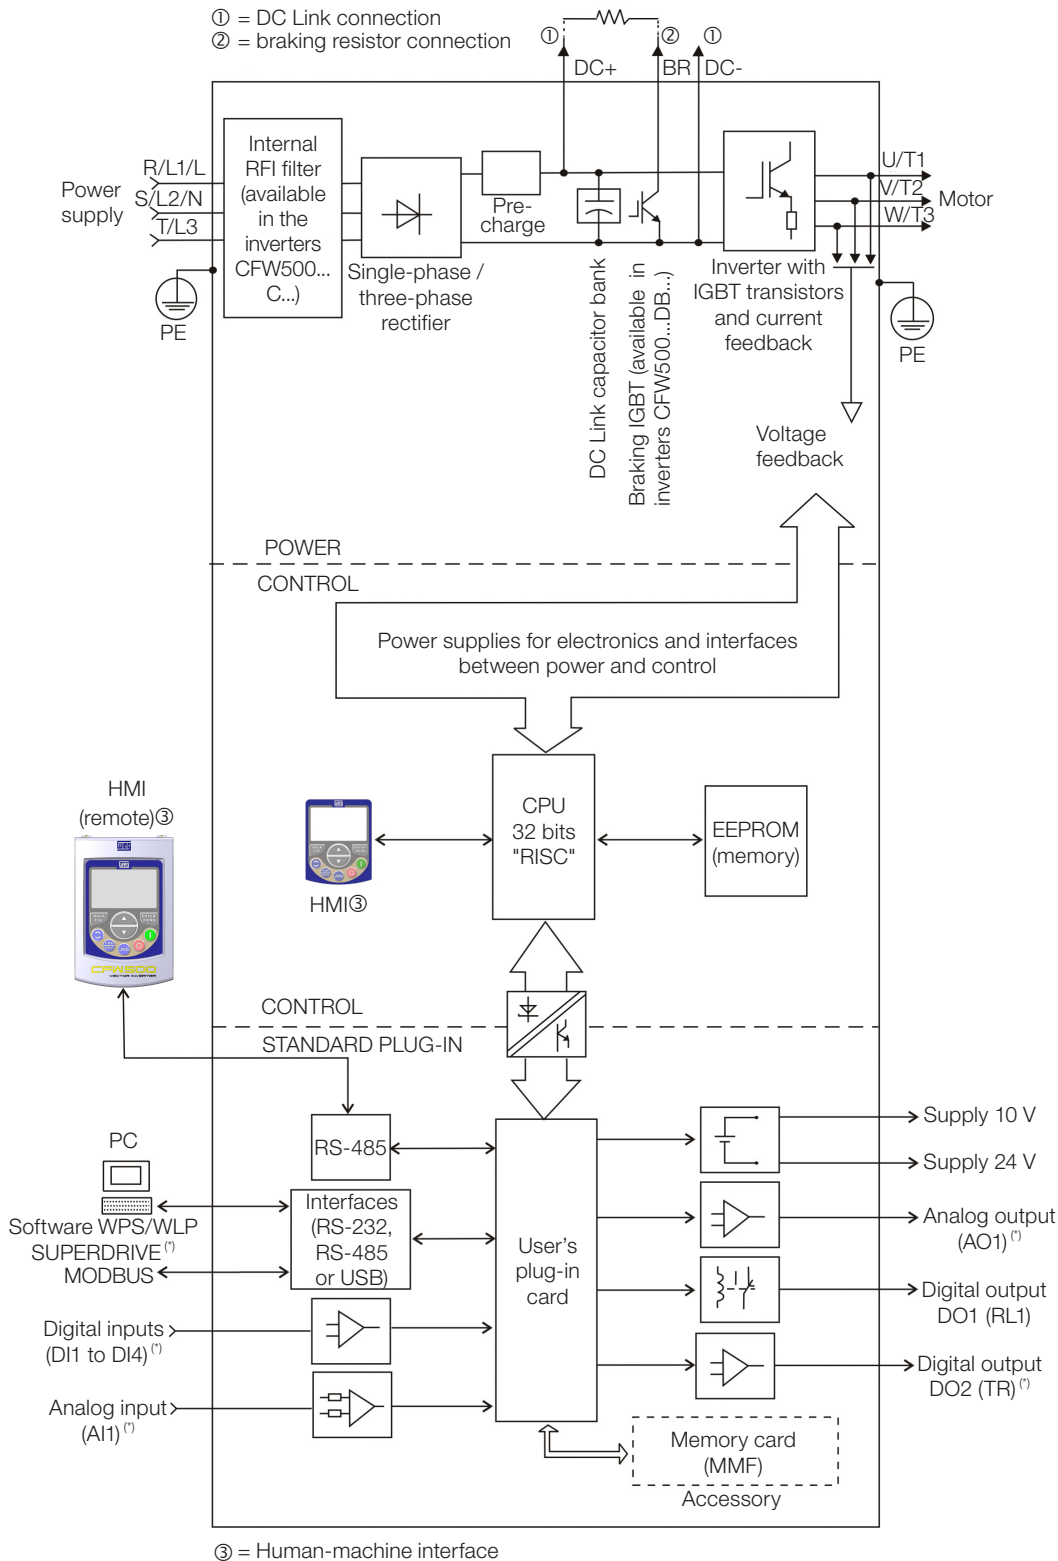 ① = DC Link connection
② = braking resistor connection
① ② ①
DC+ BR DC-
Internal
RFI filter
(available
in the
inverters
CFW500...
C...)
R/L1/L
S/L2/N
T/L3
Power
supply
PE
Single-phase /
three-phase
rectifier
Pre-
charge
DC Link capacitor bank
Braking IGBT (available in
inverters CFW500...DB...)
Inverter with
IGBT transistors
and current
feedback
U/T1
V/T2
W/T3
Motor
PE
Voltage
feedback
POWER
CONTROL
Power supplies for electronics and interfaces
between power and control
HMI
(remote)③
CFW500
VECTOR INVERTER
HMI③
CPU
32 bits
"RISC"
EEPROM
(memory)
CONTROL
STANDARD PLUG-IN
RS-485
PC
Software WPS/WLP
SUPERDRIVE (*)
MODBUS
Interfaces
(RS-232,
RS-485
or USB)
Digital inputs
(DI1 to DI4) (*)
Analog input
(AI1) (*)
User's
plug-in
card
Supply 10 V
Supply 24 V
Analog output
(AO1) (*)
Digital output
DO1 (RL1)
Digital output
DO2 (TR) (*)
Memory card
(MMF)
Accessory
③ = Human-machine interface